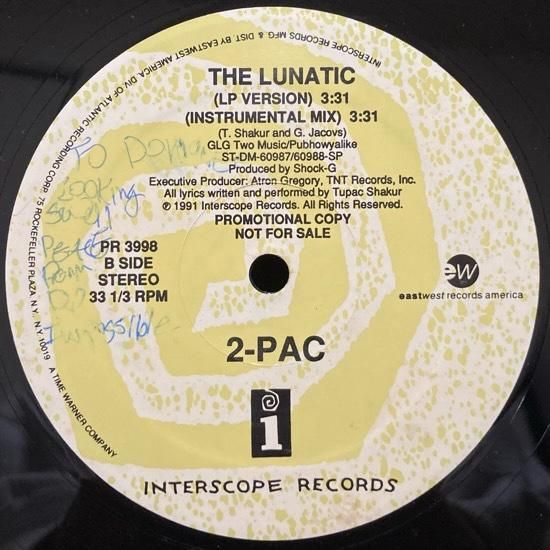 INTERSCOPE RECORDS MFG & DIST. BY EASTWEST AMERICA, DIV. OF ATLANTIC RECORDING CORP. 75 ROCKEFELLER PLAZA, N.Y. N.Y. 10019 A TIME WARNER COMPANY
THE LUNATIC
(LP VERSION) 3:31
(INSTRUMENTAL MIX) 3:31
(T. Shakur and G. Jacovs)
GLG Two Music/Pubhowyalike
ST-DM-60987/60988-SP
Produced by Shock-G
Executive Producer: Atron Gregory, TNT Records, Inc.
All lyrics written and performed by Tupac Shakur
℗ 1991 Interscope Records. All Rights Reserved.
PROMOTIONAL COPY
NOT FOR SALE
To
Looking
PR 3998
B SIDE
STEREO
33 1/3 RPM
ew
eastwest records america
2-PAC
i
INTERSCOPE RECORDS